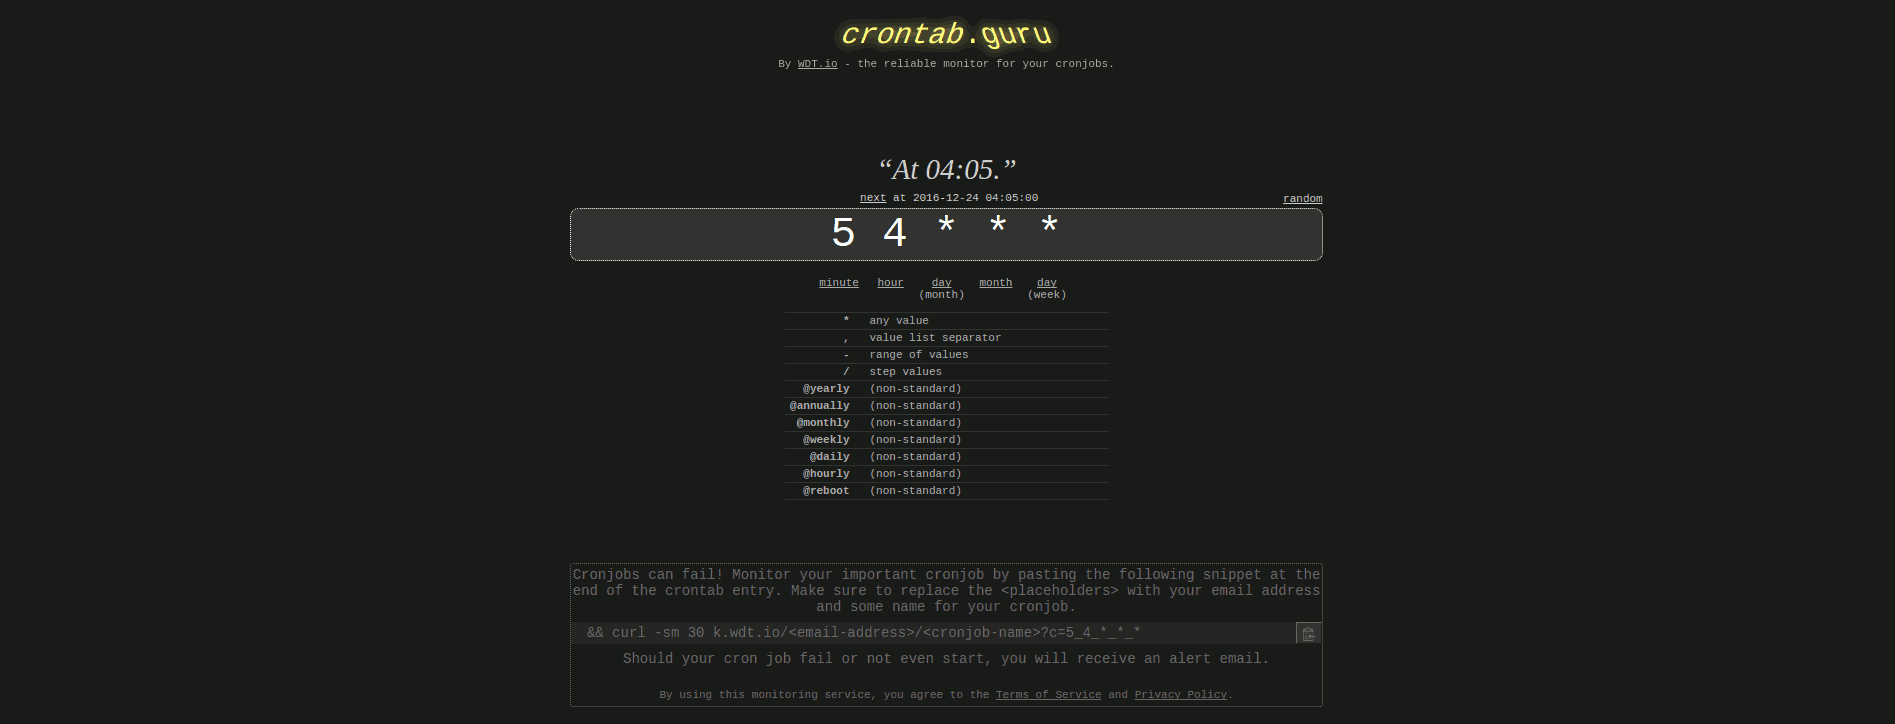 crontab.guru
By WDT.io - the reliable monitor for your cronjobs.
“At 04:05.”
next at 2016-12-24 04:05:00
random
5 4 * * *
minute hour day month day
(month) (week)
* any value
, value list separator
- range of values
/ step values
@yearly (non-standard)
@annually (non-standard)
@monthly (non-standard)
@weekly (non-standard)
@daily (non-standard)
@hourly (non-standard)
@reboot (non-standard)
Cronjobs can fail! Monitor your important cronjob by pasting the following snippet at the
end of the crontab entry. Make sure to replace the <placeholders> with your email address
and some name for your cronjob.
&& curl -sm 30 k.wdt.io/<email-address>/<cronjob-name>?c=5_4_*_*_*
Should your cron job fail or not even start, you will receive an alert email.
By using this monitoring service, you agree to the Terms of Service and Privacy Policy.